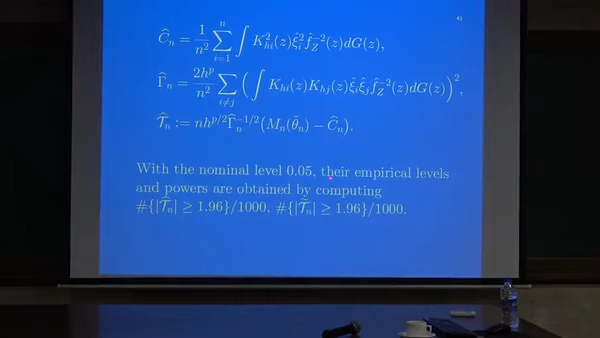 $\widehat{C}_n = \frac{1}{n^2} \sum_{i=1}^{n} \int K_{hi}^2(z) \hat{\xi}_i^2 \hat{f}_Z^{-2}(z) dG(z),$
$\widehat{\Gamma}_n = \frac{2h^p}{n^2} \sum_{i \neq j} \Big( \int K_{hi}(z) K_{hj}(z) \hat{\xi}_i \hat{\xi}_j \hat{f}_Z^{-2}(z) dG(z) \Big)^2,$
$\widehat{\mathcal{T}}_n := nh^{p/2} \widehat{\Gamma}_n^{-1/2} \big( M_n(\tilde{\theta}_n) - \widehat{C}_n \big).$
With the nominal level 0.05, their empirical levels
and powers are obtained by computing
$\#\{|\widehat{\mathcal{T}}_n| \geq 1.96\}/1000, \#\{|\tilde{\mathcal{T}}_n| \geq 1.96\}/1000.$